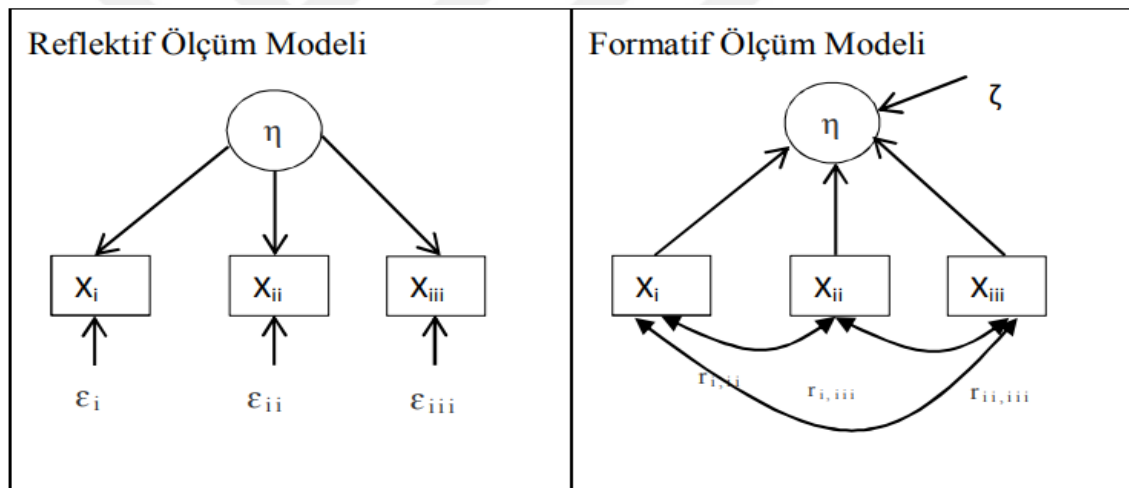 Reflektif Ölçüm Modeli
η
Xi Xii Xiii
εi εii εiii
Formatif Ölçüm Modeli
ζ
η
Xi Xii Xiii
ri,ii ri,iii rii,iii